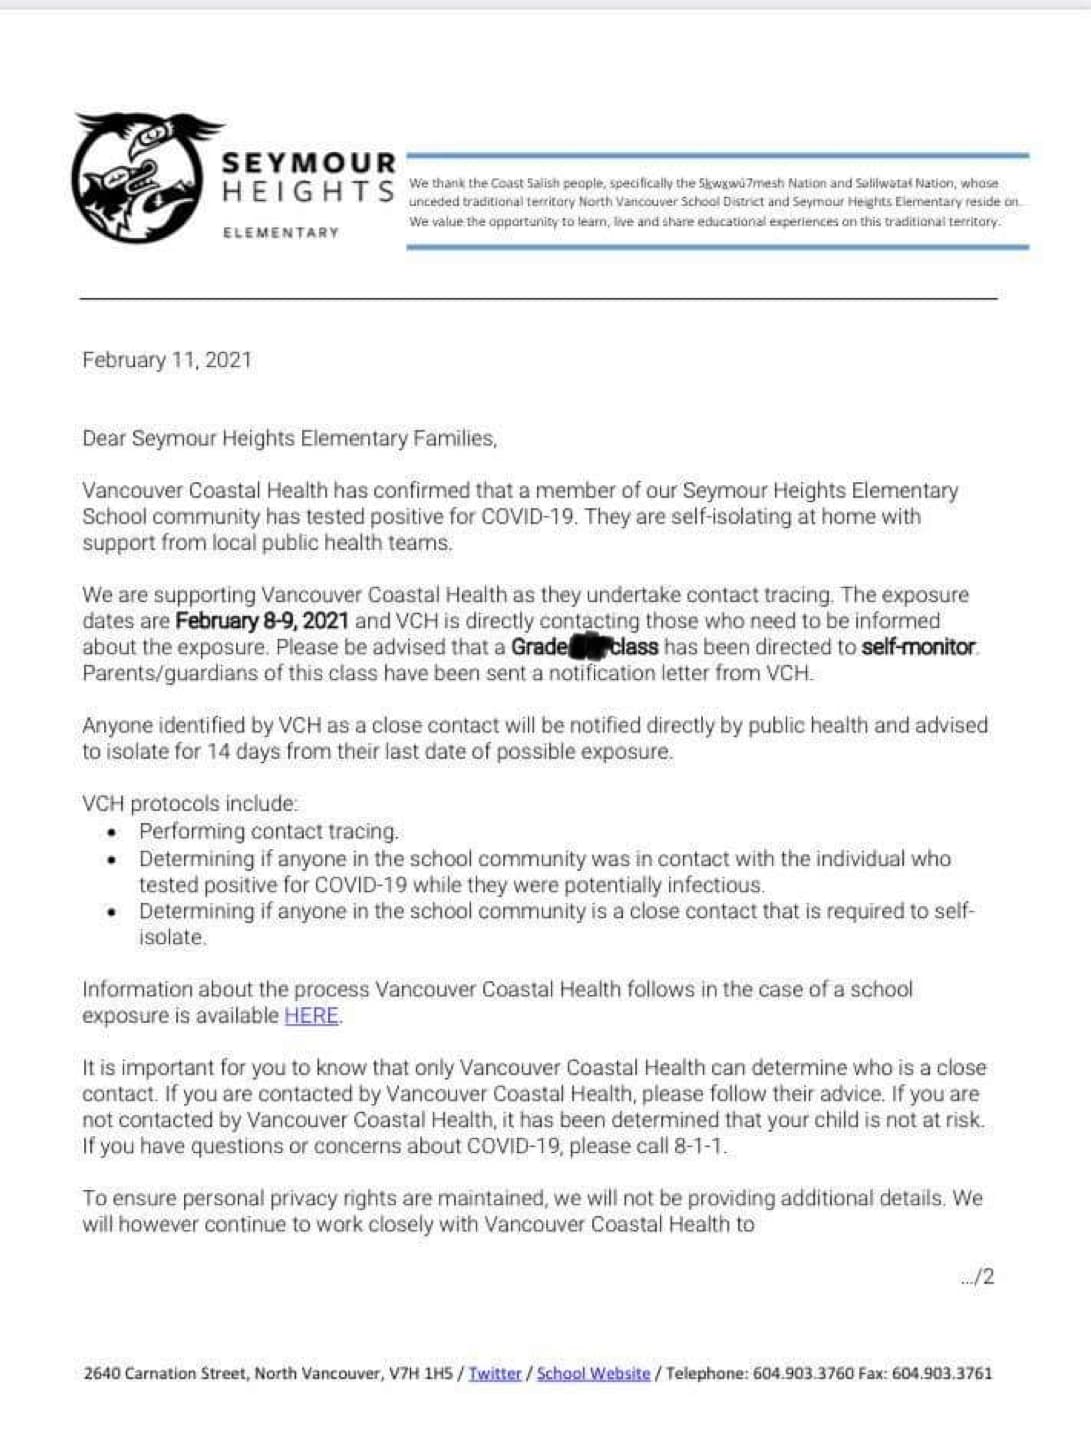 SEYMOUR
HEIGHTS
ELEMENTARY
We thank the Coast Salish people, specifically the Sḵwx̱wú7mesh Nation and Səlilwətaɬ Nation, whose
unceded traditional territory North Vancouver School District and Seymour Heights Elementary reside on.
We value the opportunity to learn, live and share educational experiences on this traditional territory.
February 11, 2021
Dear Seymour Heights Elementary Families,
Vancouver Coastal Health has confirmed that a member of our Seymour Heights Elementary
School community has tested positive for COVID-19. They are self-isolating at home with
support from local public health teams.
We are supporting Vancouver Coastal Health as they undertake contact tracing. The exposure
dates are February 8-9, 2021 and VCH is directly contacting those who need to be informed
about the exposure. Please be advised that a Grade class has been directed to self-monitor.
Parents/guardians of this class have been sent a notification letter from VCH.
Anyone identified by VCH as a close contact will be notified directly by public health and advised
to isolate for 14 days from their last date of possible exposure.
VCH protocols include:
• Performing contact tracing.
• Determining if anyone in the school community was in contact with the individual who
tested positive for COVID-19 while they were potentially infectious.
• Determining if anyone in the school community is a close contact that is required to self-
isolate.
Information about the process Vancouver Coastal Health follows in the case of a school
exposure is available HERE.
It is important for you to know that only Vancouver Coastal Health can determine who is a close
contact. If you are contacted by Vancouver Coastal Health, please follow their advice. If you are
not contacted by Vancouver Coastal Health, it has been determined that your child is not at risk.
If you have questions or concerns about COVID-19, please call 8-1-1.
To ensure personal privacy rights are maintained, we will not be providing additional details. We
will however continue to work closely with Vancouver Coastal Health to
.../2
2640 Carnation Street, North Vancouver, V7H 1H5 / Twitter / School Website / Telephone: 604.903.3760 Fax: 604.903.3761